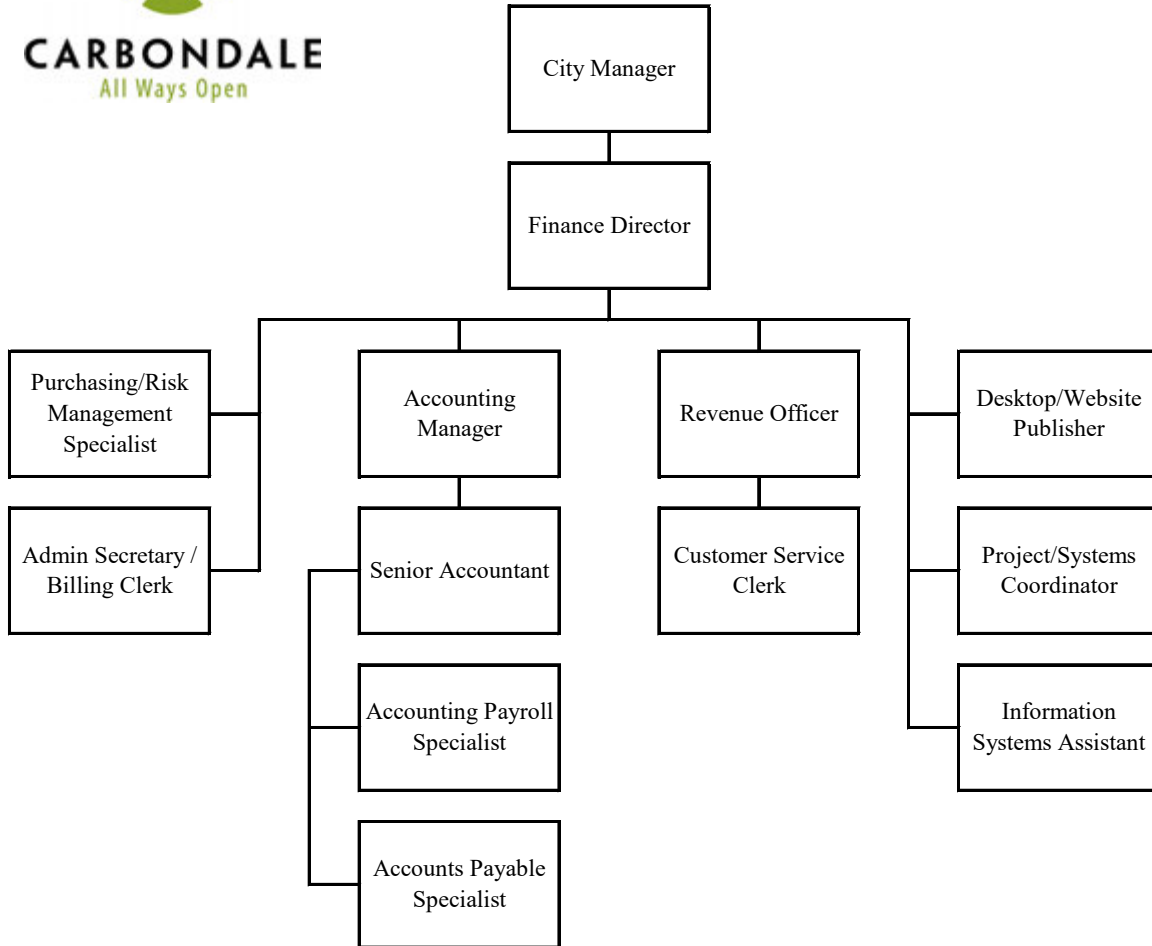 CARBONDALE
All Ways Open
City Manager
Finance Director
Purchasing/Risk
Management
Specialist
Accounting
Manager
Revenue Officer
Desktop/Website
Publisher
Admin Secretary /
Billing Clerk
Senior Accountant
Customer Service
Clerk
Project/Systems
Coordinator
Accounting Payroll
Specialist
Information
Systems Assistant
Accounts Payable
Specialist